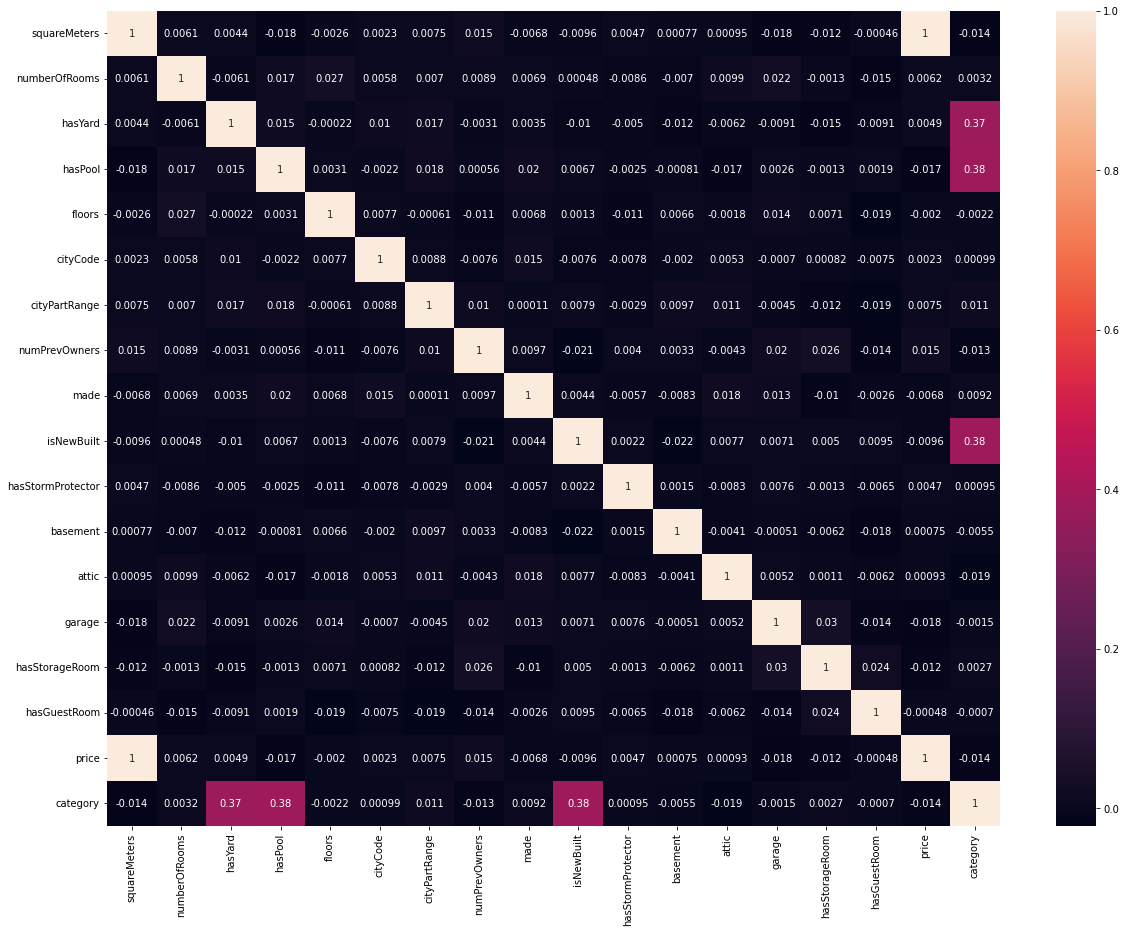 squareMeters 1 0.0061 0.0044 -0.018 -0.0026 0.0023 0.0075 0.015 -0.0068 -0.0096 0.0047 0.00077 0.00095 -0.018 -0.012 -0.00046 1 -0.014
numberOfRooms 0.0061 1 -0.0061 0.017 0.027 0.0058 0.007 0.0089 0.0069 0.00048 -0.0086 -0.007 0.0099 0.022 -0.0013 -0.015 0.0062 0.0032
hasYard 0.0044 -0.0061 1 0.015 -0.00022 0.01 0.017 -0.0031 0.0035 -0.01 -0.005 -0.012 -0.0062 -0.0091 -0.015 -0.0091 0.0049 0.37
hasPool -0.018 0.017 0.015 1 0.0031 -0.0022 0.018 0.00056 0.02 0.0067 -0.0025 -0.00081 -0.017 0.0026 -0.0013 0.0019 -0.017 0.38
floors -0.0026 0.027 -0.00022 0.0031 1 0.0077 -0.00061 -0.011 0.0068 0.0013 -0.011 0.0066 -0.0018 0.014 0.0071 -0.019 -0.002 -0.0022
cityCode 0.0023 0.0058 0.01 -0.0022 0.0077 1 0.0088 -0.0076 0.015 -0.0076 -0.0078 -0.002 0.0053 -0.0007 0.00082 -0.0075 0.0023 0.00099
cityPartRange 0.0075 0.007 0.017 0.018 -0.00061 0.0088 1 0.01 0.00011 0.0079 -0.0029 0.0097 0.011 -0.0045 -0.012 -0.019 0.0075 0.011
numPrevOwners 0.015 0.0089 -0.0031 0.00056 -0.011 -0.0076 0.01 1 0.0097 -0.021 0.004 0.0033 -0.0043 0.02 0.026 -0.014 0.015 -0.013
made -0.0068 0.0069 0.0035 0.02 0.0068 0.015 0.00011 0.0097 1 0.0044 -0.0057 -0.0083 0.018 0.013 -0.01 -0.0026 -0.0068 0.0092
isNewBuilt -0.0096 0.00048 -0.01 0.0067 0.0013 -0.0076 0.0079 -0.021 0.0044 1 0.0022 -0.022 0.0077 0.0071 0.005 0.0095 -0.0096 0.38
hasStormProtector 0.0047 -0.0086 -0.005 -0.0025 -0.011 -0.0078 -0.0029 0.004 -0.0057 0.0022 1 0.0015 -0.0083 0.0076 -0.0013 -0.0065 0.0047 0.00095
basement 0.00077 -0.007 -0.012 -0.00081 0.0066 -0.002 0.0097 0.0033 -0.0083 -0.022 0.0015 1 -0.0041 -0.00051 -0.0062 -0.018 0.00075 -0.0055
attic 0.00095 0.0099 -0.0062 -0.017 -0.0018 0.0053 0.011 -0.0043 0.018 0.0077 -0.0083 -0.0041 1 0.0052 0.0011 -0.0062 0.00093 -0.019
garage -0.018 0.022 -0.0091 0.0026 0.014 -0.0007 -0.0045 0.02 0.013 0.0071 0.0076 -0.00051 0.0052 1 0.03 -0.014 -0.018 -0.0015
hasStorageRoom -0.012 -0.0013 -0.015 -0.0013 0.0071 0.00082 -0.012 0.026 -0.01 0.005 -0.0013 -0.0062 0.0011 0.03 1 0.024 -0.012 0.0027
hasGuestRoom -0.00046 -0.015 -0.0091 0.0019 -0.019 -0.0075 -0.019 -0.014 -0.0026 0.0095 -0.0065 -0.018 -0.0062 -0.014 0.024 1 -0.00048 -0.0007
price 1 0.0062 0.0049 -0.017 -0.002 0.0023 0.0075 0.015 -0.0068 -0.0096 0.0047 0.00075 0.00093 -0.018 -0.012 -0.00048 1 -0.014
category -0.014 0.0032 0.37 0.38 -0.0022 0.00099 0.011 -0.013 0.0092 0.38 0.00095 -0.0055 -0.019 -0.0015 0.0027 -0.0007 -0.014 1
squareMeters
numberOfRooms
hasYard
hasPool
floors
cityCode
cityPartRange
numPrevOwners
made
isNewBuilt
hasStormProtector
basement
attic
garage
hasStorageRoom
hasGuestRoom
price
category
1.0
0.8
0.6
0.4
0.2
0.0